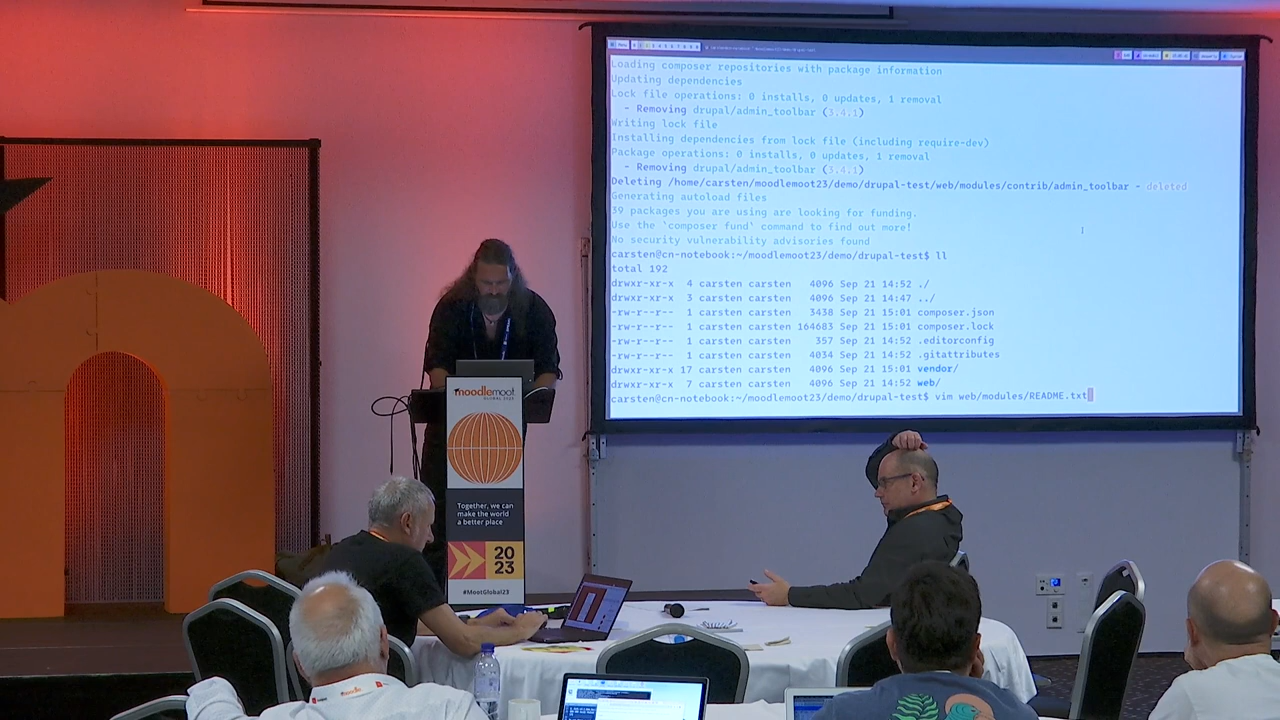 Menu
Loading composer repositories with package information
Updating dependencies
Lock file operations: 0 installs, 0 updates, 1 removal
- Removing drupal/admin_toolbar (3.4.1)
Writing lock file
Installing dependencies from lock file (including require-dev)
Package operations: 0 installs, 0 updates, 1 removal
- Removing drupal/admin_toolbar (3.4.1)
Deleting /home/carsten/moodlemoot23/demo/drupal-test/web/modules/contrib/admin_toolbar - deleted
Generating autoload files
39 packages you are using are looking for funding.
Use the `composer fund` command to find out more!
No security vulnerability advisories found
carsten@cn-notebook:~/moodlemoot23/demo/drupal-test$ ll
total 192
drwxr-xr-x 4 carsten carsten 4096 Sep 21 14:52 ./
drwxr-xr-x 3 carsten carsten 4096 Sep 21 14:47 ../
-rw-r--r-- 1 carsten carsten 3438 Sep 21 15:01 composer.json
-rw-r--r-- 1 carsten carsten 164683 Sep 21 15:01 composer.lock
-rw-r--r-- 1 carsten carsten 357 Sep 21 14:52 .editorconfig
-rw-r--r-- 1 carsten carsten 4034 Sep 21 14:52 .gitattributes
drwxr-xr-x 17 carsten carsten 4096 Sep 21 15:01 vendor/
drwxr-xr-x 7 carsten carsten 4096 Sep 21 14:52 web/
carsten@cn-notebook:~/moodlemoot23/demo/drupal-test$ vim web/modules/README.txt
moodlemoot
GLOBAL 2023
Together, we can
make the world
a better place
20
23
#MootGlobal23
moodle